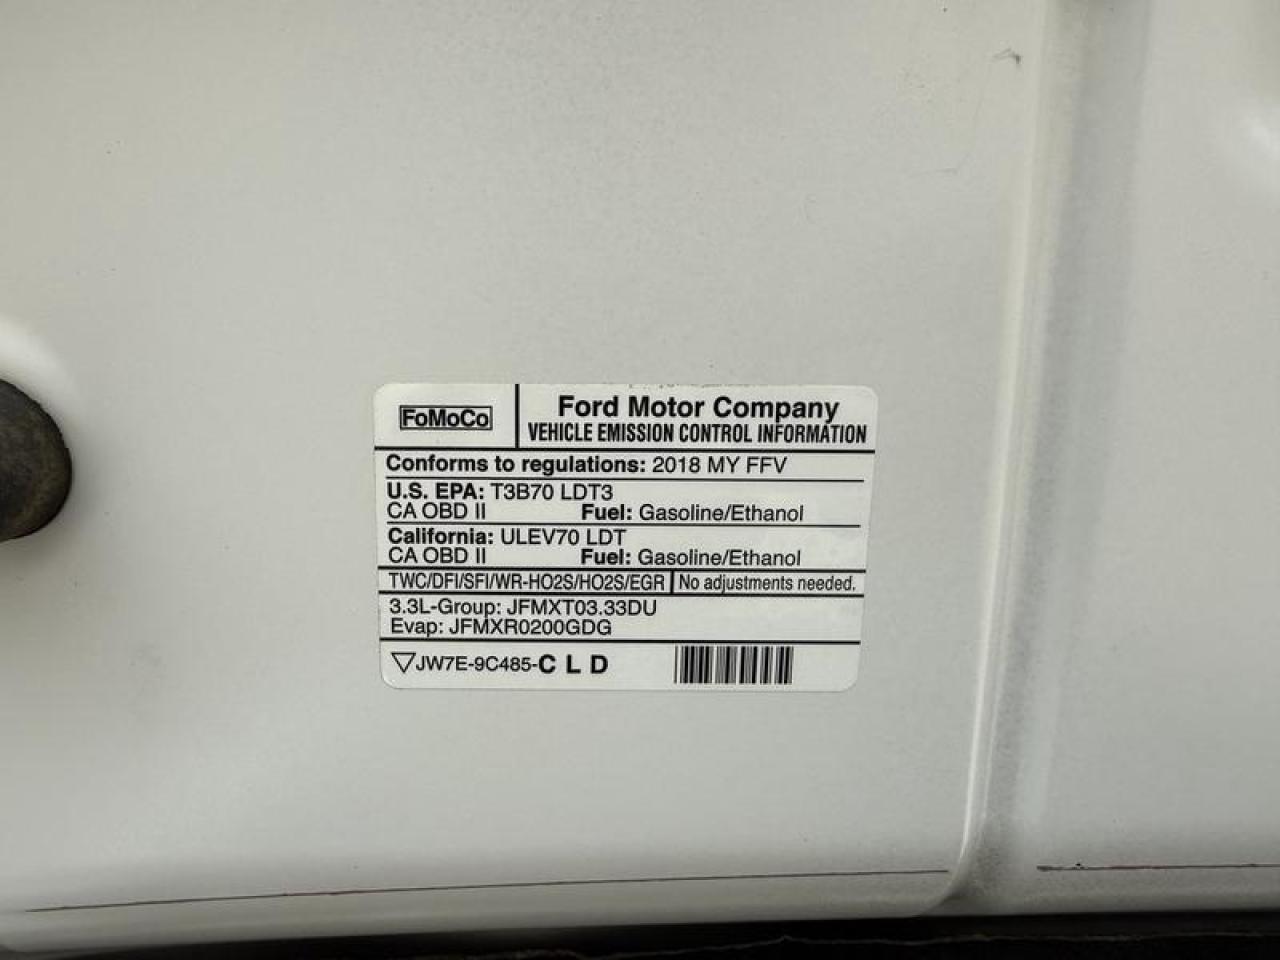 FoMoCo
Ford Motor Company
VEHICLE EMISSION CONTROL INFORMATION
Conforms to regulations: 2018 MY FFV
U.S. EPA: T3B70 LDT3
CA OBD II Fuel: Gasoline/Ethanol
California: ULEV70 LDT
CA OBD II Fuel: Gasoline/Ethanol
TWC/DFI/SFI/WR-HO2S/HO2S/EGR No adjustments needed.
3.3L-Group: JFMXT03.33DU
Evap: JFMXR0200GDG
JW7E-9C485-C L D